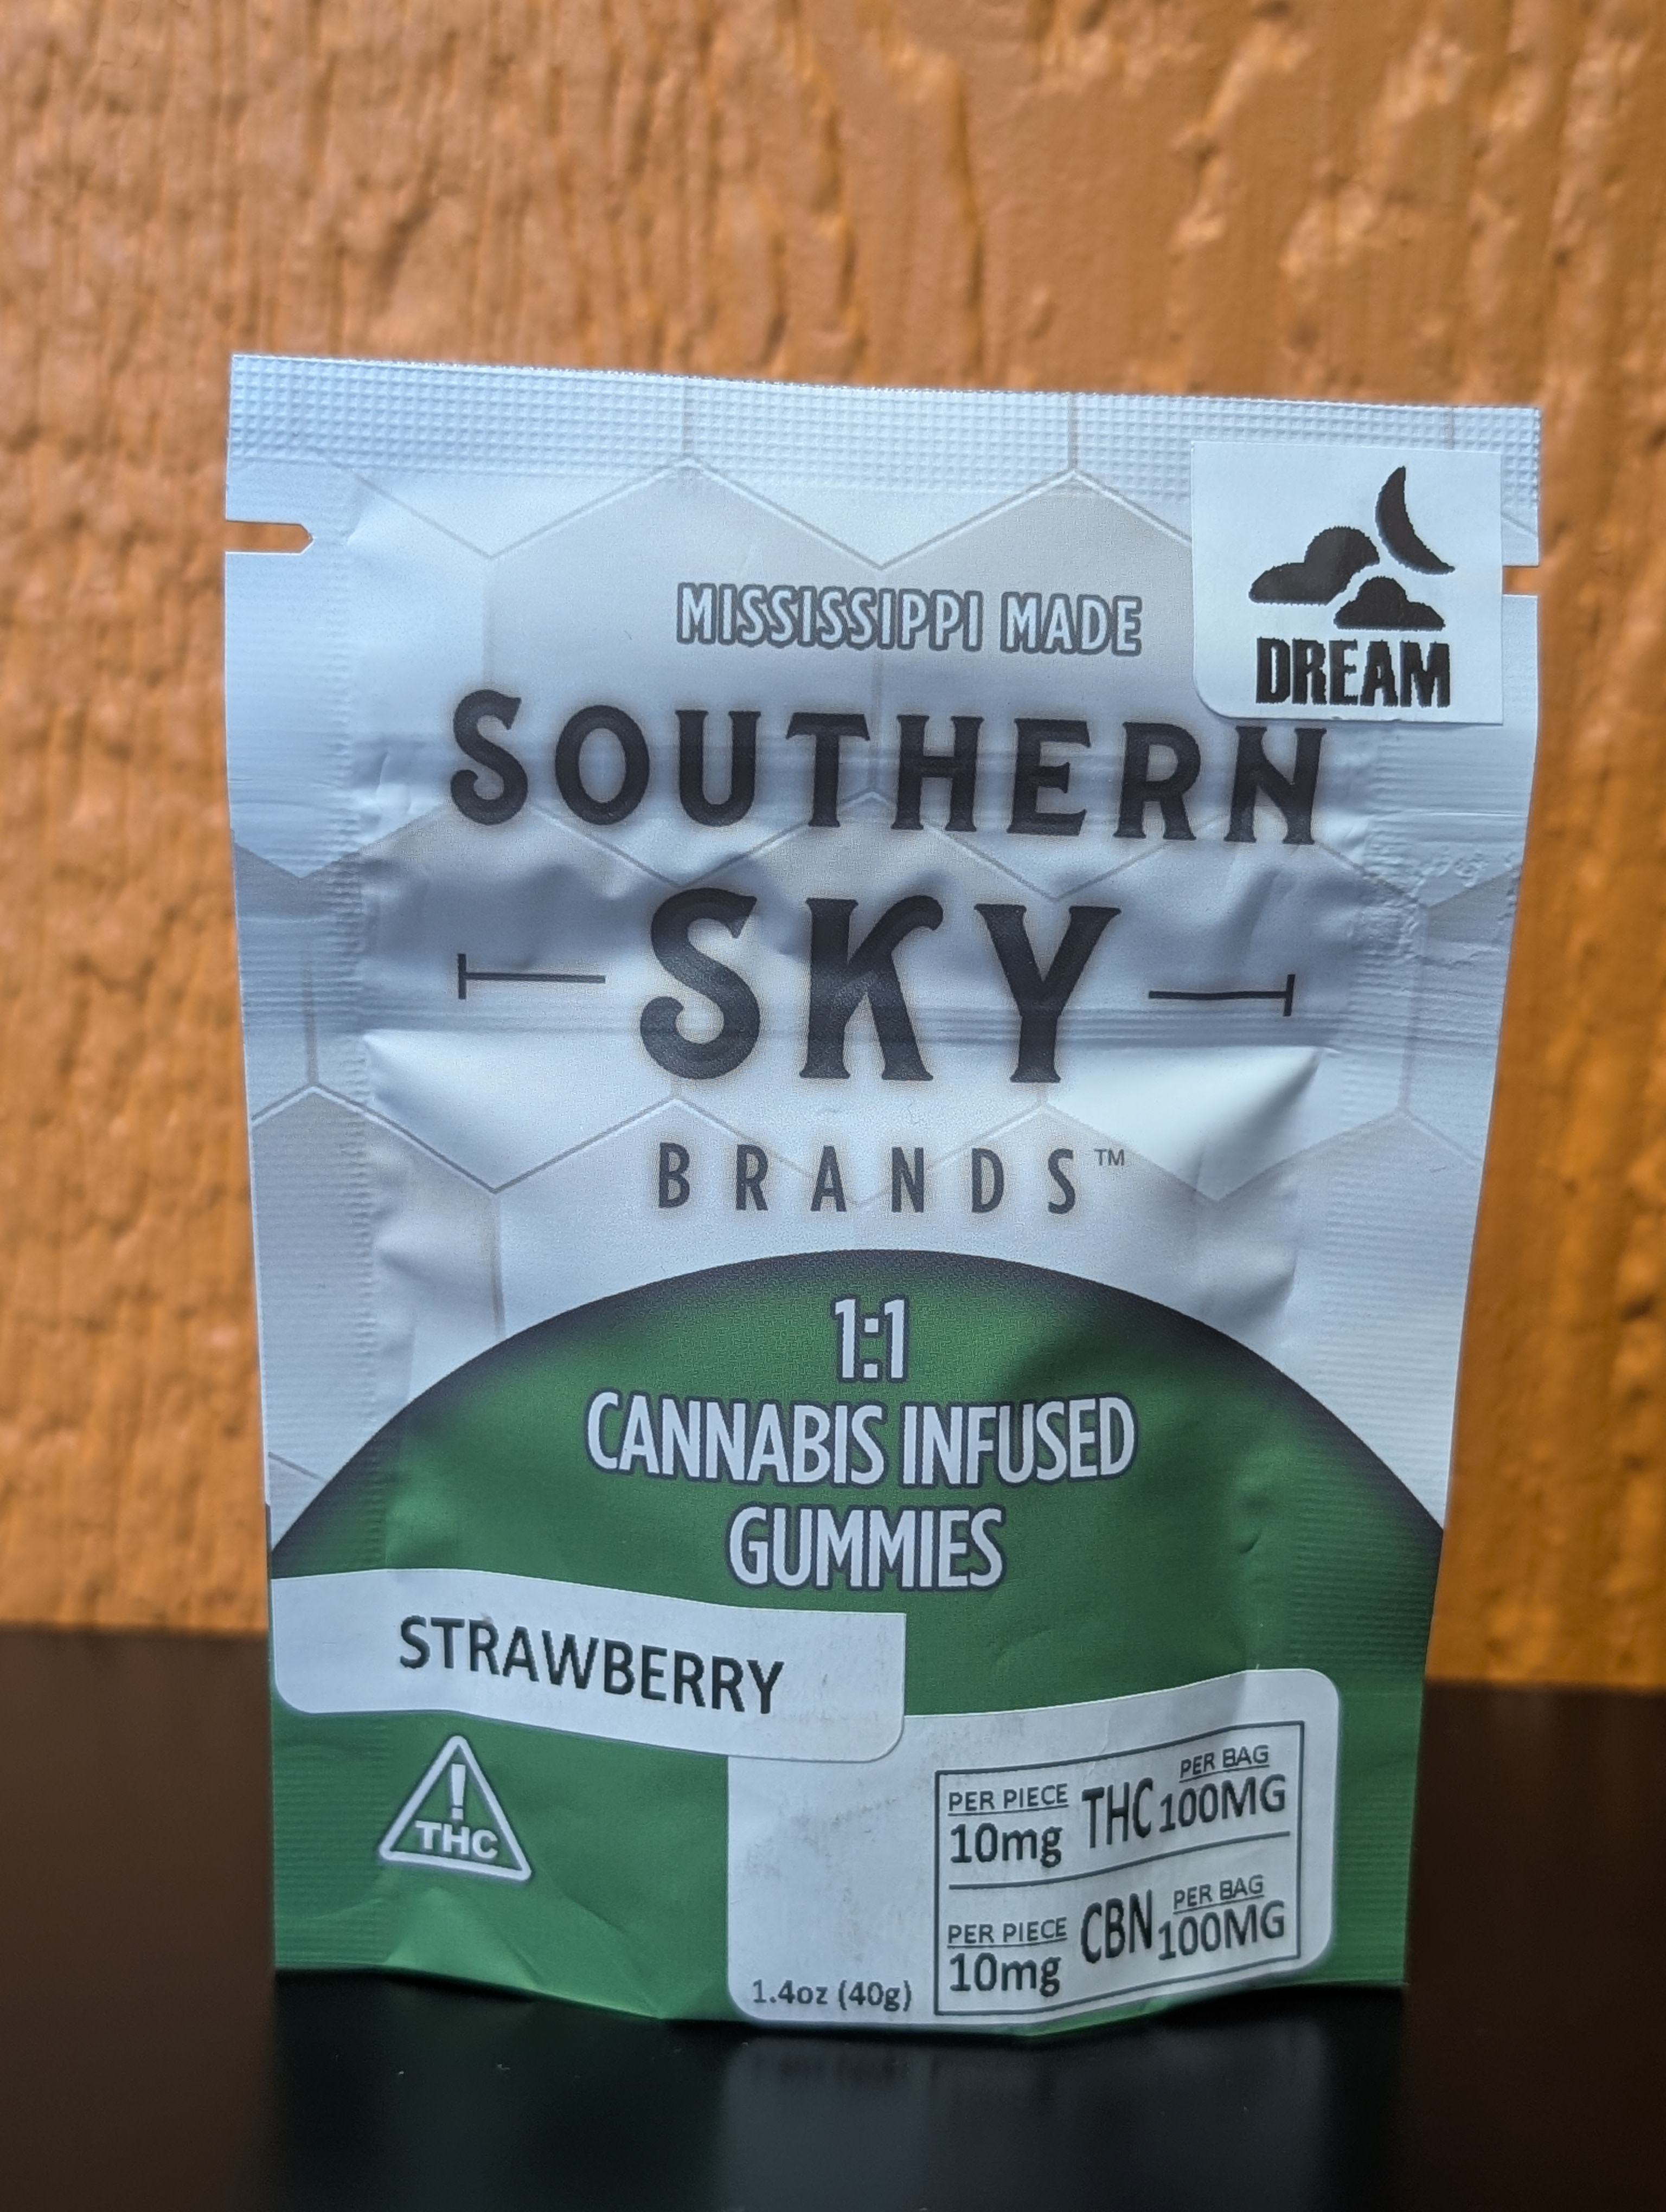 DREAM
MISSISSIPPI MADE
SOUTHERN
SKY
BRANDS™
1:1
CANNABIS INFUSED
GUMMIES
STRAWBERRY
!
THC
1.4oz (40g)
PER PIECE
10mg
THC
PER BAG
100MG
PER PIECE
10mg
CBN
PER BAG
100MG